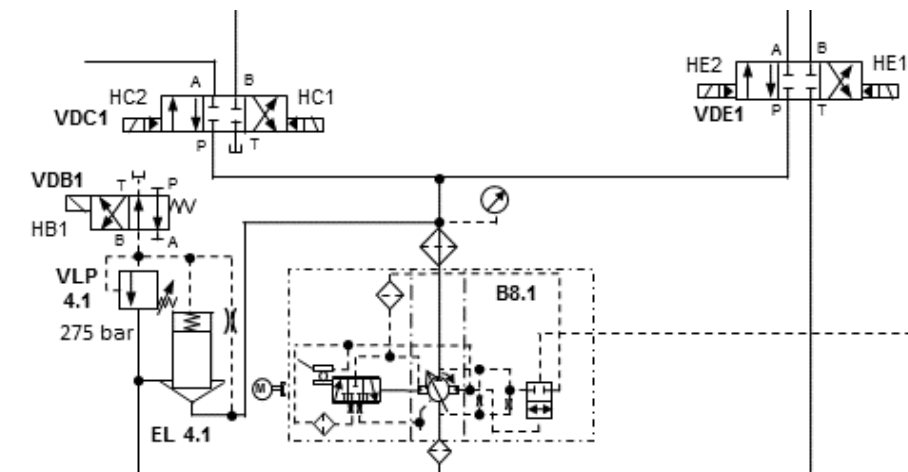 A B
HC2 HC1
VDC1
P T
A B
HE2 HE1
VDE1
P T
VDB1 T P
HB1 B A
VLP
4.1
275 bar
EL 4.1
B8.1
M